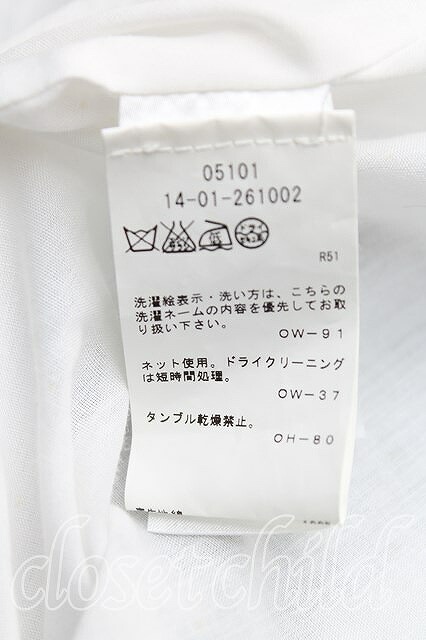 05101
14-01-261002
R51
洗濯絵表示・洗い方は、こちらの
洗濯ネームの内容を優先してお取
り扱い下さい。
OW-91
ネット使用。ドライクリーニング
は短時間処理。
OW-37
タンブル乾燥禁止。
OH-80
closetchild